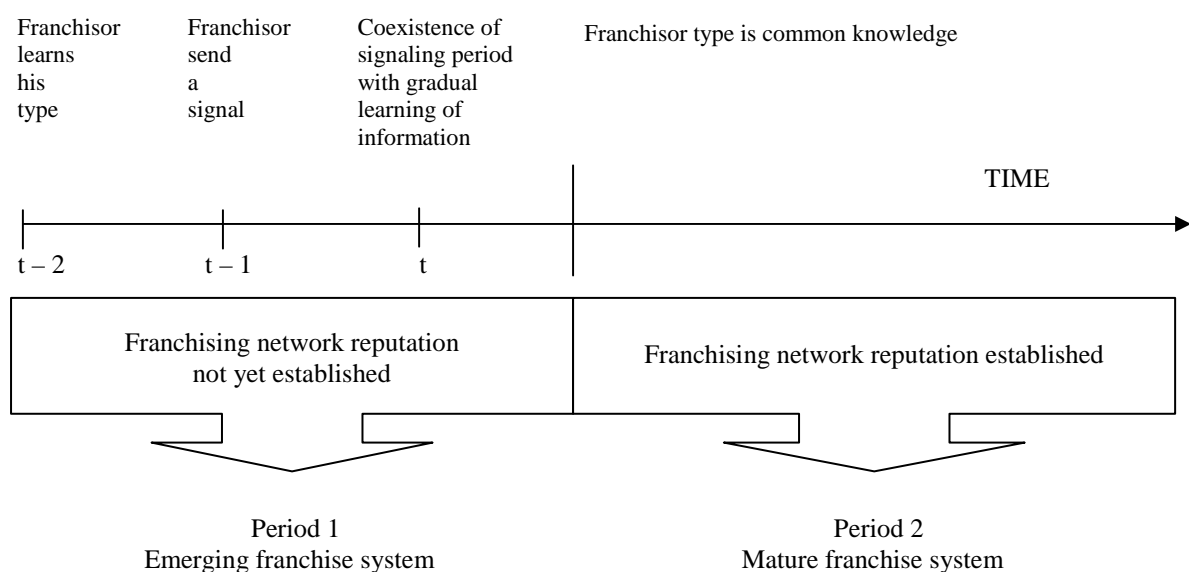 Franchisor
learns
his
type
Franchisor
send
a
signal
Coexistence of
signaling period
with gradual
learning of
information
Franchisor type is common knowledge
TIME
t – 2
t – 1
t
Franchising network reputation
not yet established
Franchising network reputation established
Period 1
Emerging franchise system
Period 2
Mature franchise system